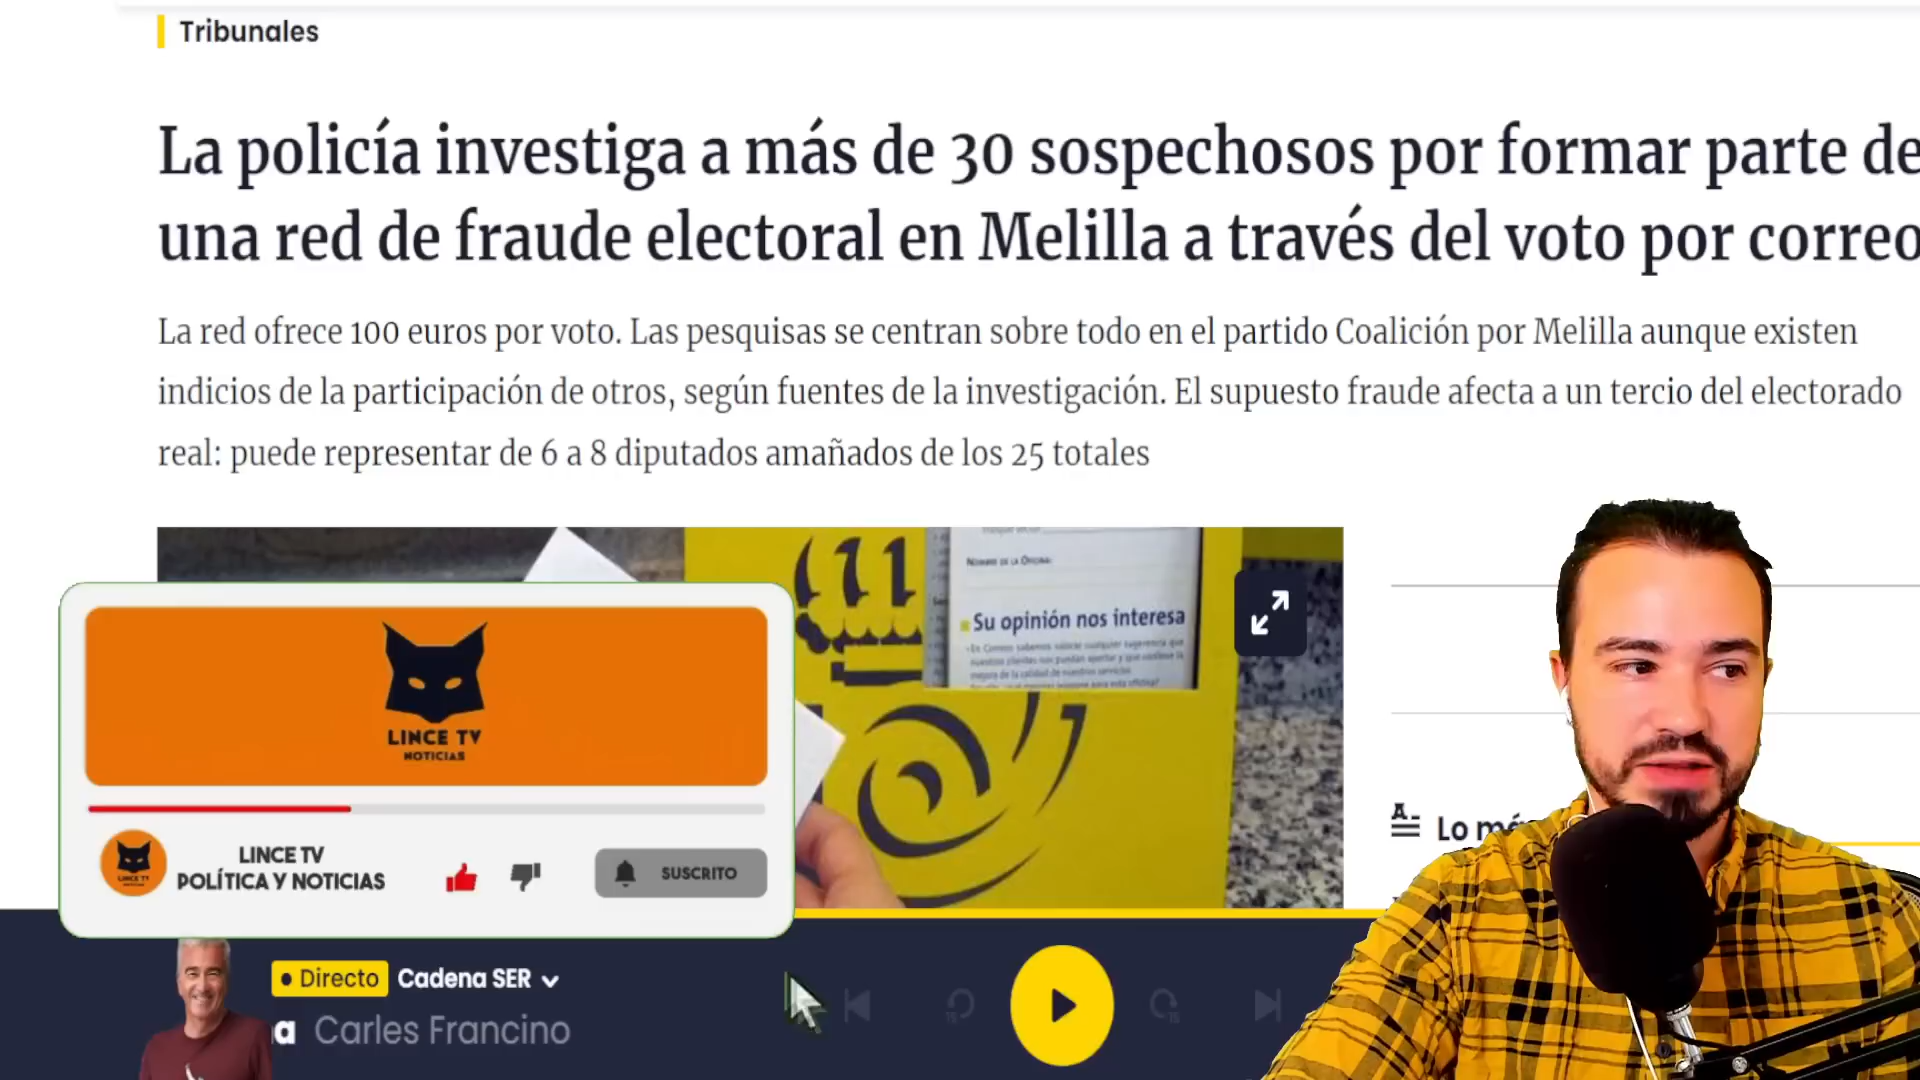 Tribunales
La policía investiga a más de 30 sospechosos por formar parte de
una red de fraude electoral en Melilla a través del voto por correo
La red ofrece 100 euros por voto. Las pesquisas se centran sobre todo en el partido Coalición por Melilla aunque existen
indicios de la participación de otros, según fuentes de la investigación. El supuesto fraude afecta a un tercio del electorado
real: puede representar de 6 a 8 diputados amañados de los 25 totales
Su opinión nos interesa
LINCE TV
NOTICIAS
Lo más
LINCE TV
POLÍTICA Y NOTICIAS
SUSCRITO
Directo Cadena SER
a Carles Francino
15
15